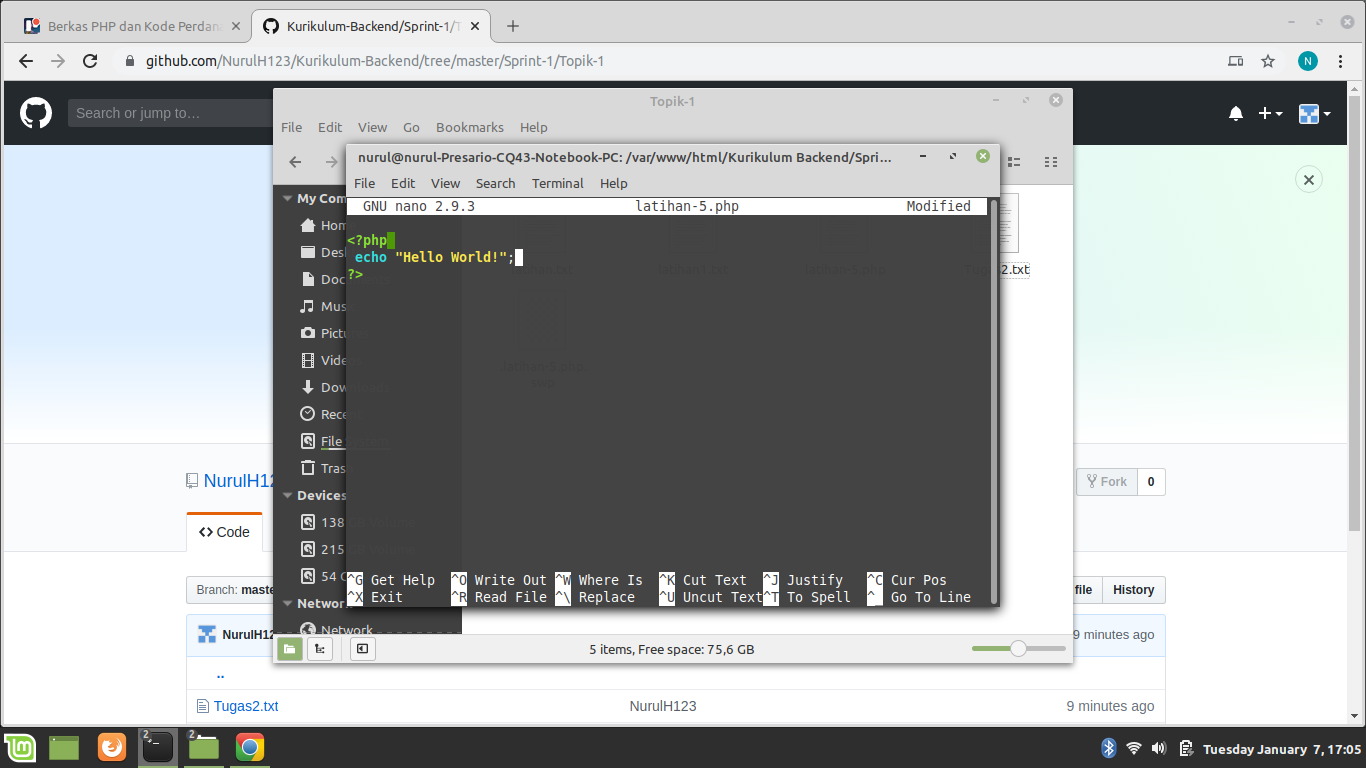 Berkas PHP dan Kode Perdana
Kurikulum-Backend/Sprint-1/T
github.com/NurulH123/Kurikulum-Backend/tree/master/Sprint-1/Topik-1
N
Search or jump to…
Topik-1
File Edit View Go Bookmarks Help
nurul@nurul-Presario-CQ43-Notebook-PC: /var/www/html/Kurikulum Backend/Spri...
File Edit View Search Terminal Help
GNU nano 2.9.3 latihan-5.php Modified
<?php
echo "Hello World!";
?>
My Com
Hom
Desk
Doc
Musi
Pictu
Vide
Dow
Rece
File
Tras
Devices
138
215
54 G
Network
Network
2.txt
^G Get Help ^O Write Out ^W Where Is ^K Cut Text ^J Justify ^C Cur Pos
^X Exit ^R Read File ^\ Replace ^U Uncut Text ^T To Spell ^_ Go To Line
5 items, Free space: 75,6 GB
NurulH12
Fork 0
<> Code
Branch: maste
file History
NurulH12
9 minutes ago
..
Tugas2.txt NurulH123 9 minutes ago
2
2
Tuesday January 7, 17:05